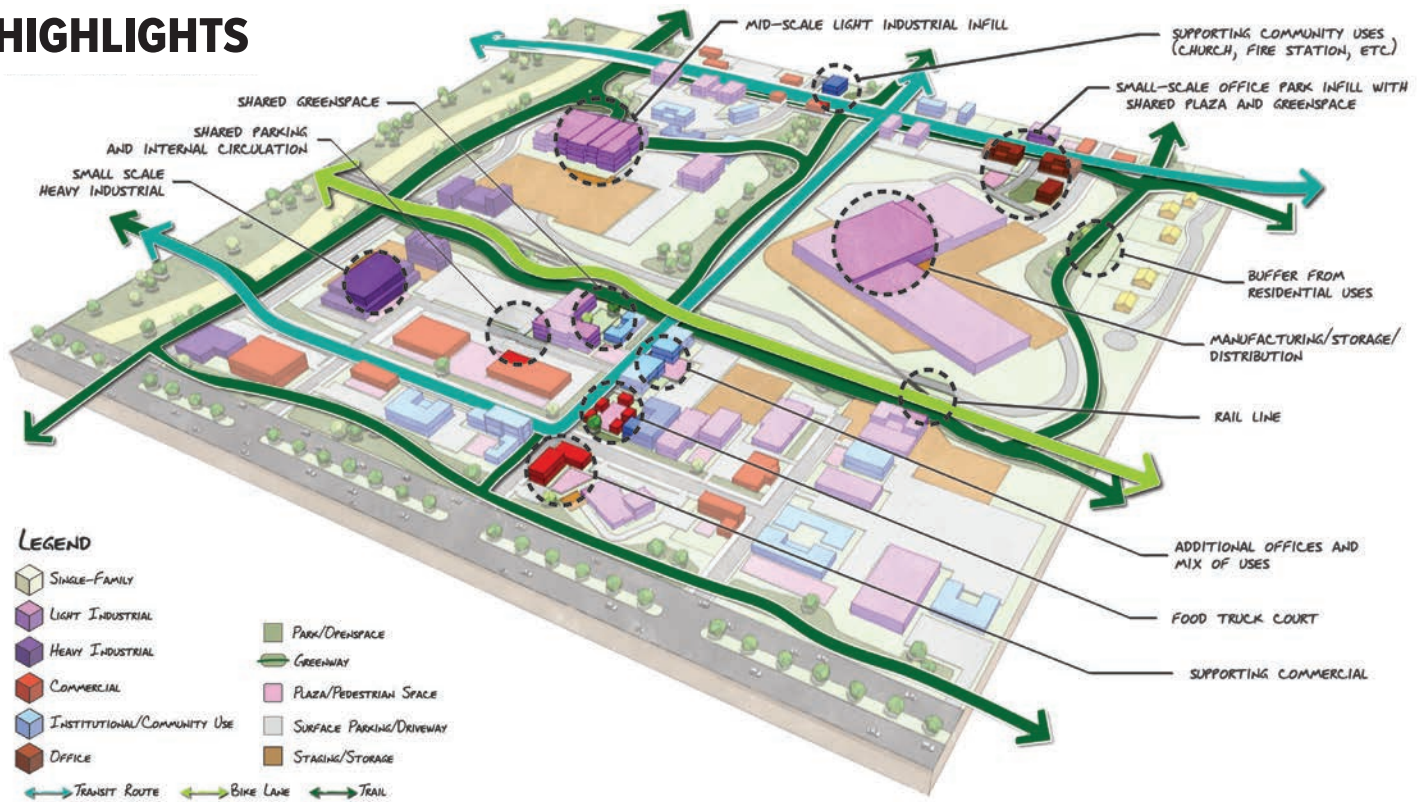 HIGHLIGHTS
MID-SCALE LIGHT INDUSTRIAL INFILL
SUPPORTING COMMUNITY USES
(CHURCH, FIRE STATION, ETC)
SHARED GREENSPACE
SMALL-SCALE OFFICE PARK INFILL WITH
SHARED PLAZA AND GREENSPACE
SHARED PARKING
AND INTERNAL CIRCULATION
SMALL SCALE
HEAVY INDUSTRIAL
BUFFER FROM
RESIDENTIAL USES
MANUFACTURING/STORAGE/
DISTRIBUTION
RAIL LINE
ADDITIONAL OFFICES AND
MIX OF USES
FOOD TRUCK COURT
SUPPORTING COMMERCIAL
LEGEND
SINGLE-FAMILY
LIGHT INDUSTRIAL
HEAVY INDUSTRIAL
COMMERCIAL
INSTITUTIONAL/COMMUNITY USE
OFFICE
PARK/OPENSPACE
GREENWAY
PLAZA/PEDESTRIAN SPACE
SURFACE PARKING/DRIVEWAY
STAGING/STORAGE
TRANSIT ROUTE
BIKE LANE
TRAIL